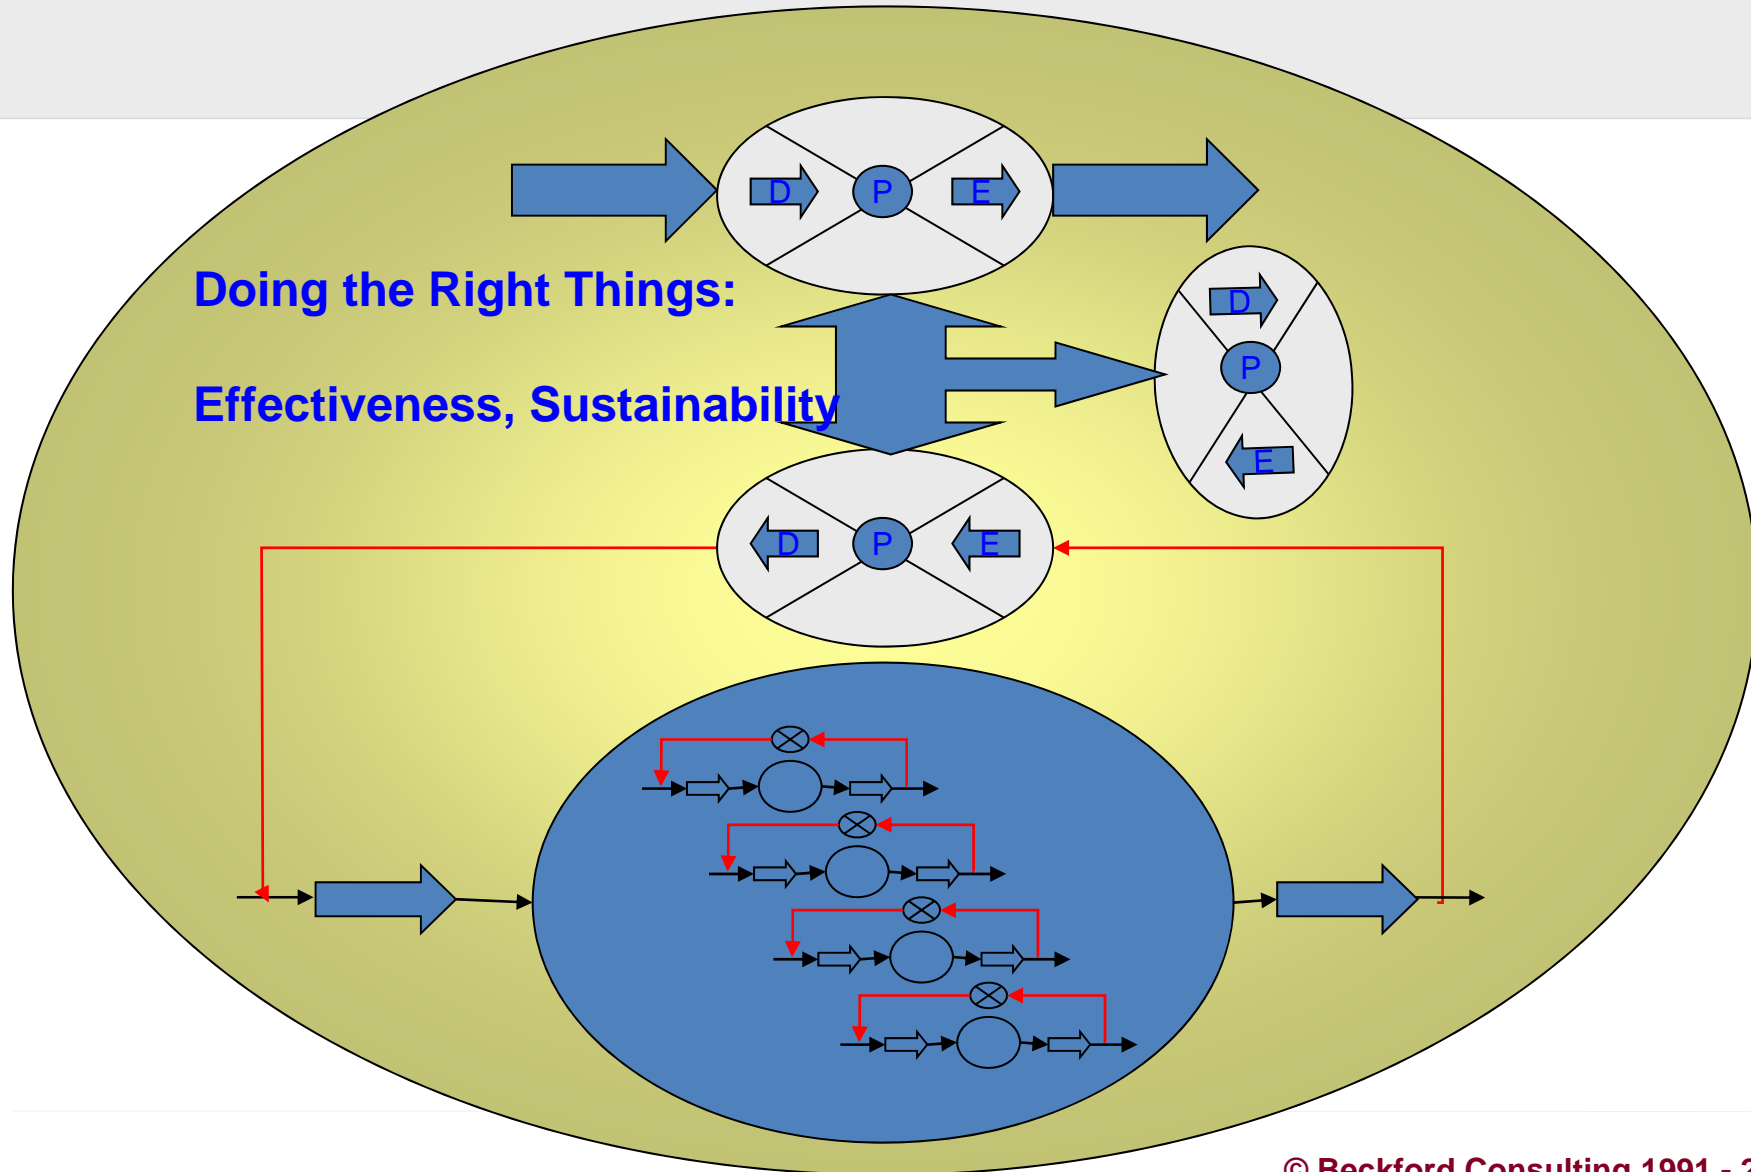 D P E
Doing the Right Things:
D
P
Effectiveness, Sustainability
E
D P E
© Beckford Consulting 1991 -